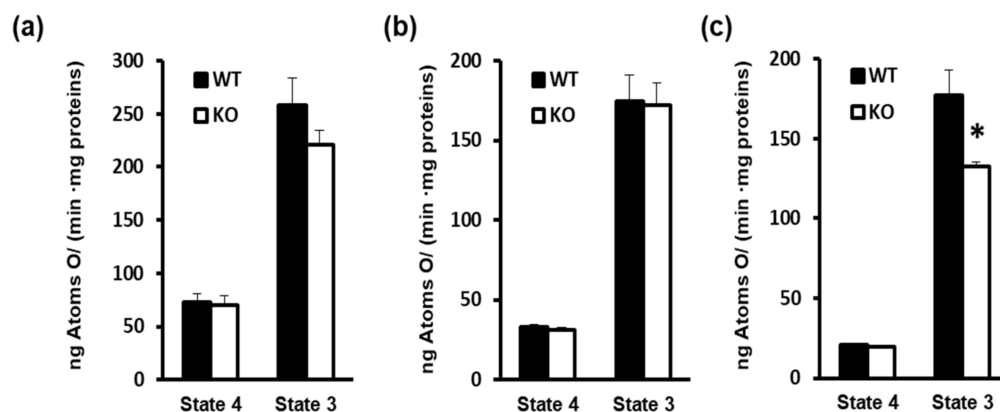 (a)
ng Atoms O/ (min ·mg proteins)
300
250
200
150
100
50
0
WT
KO
State 4
State 3
(b)
ng Atoms O/ (min ·mg proteins)
200
150
100
50
0
WT
KO
State 4
State 3
(c)
ng Atoms O/ (min ·mg proteins)
200
150
100
50
0
WT
KO
*
State 4
State 3